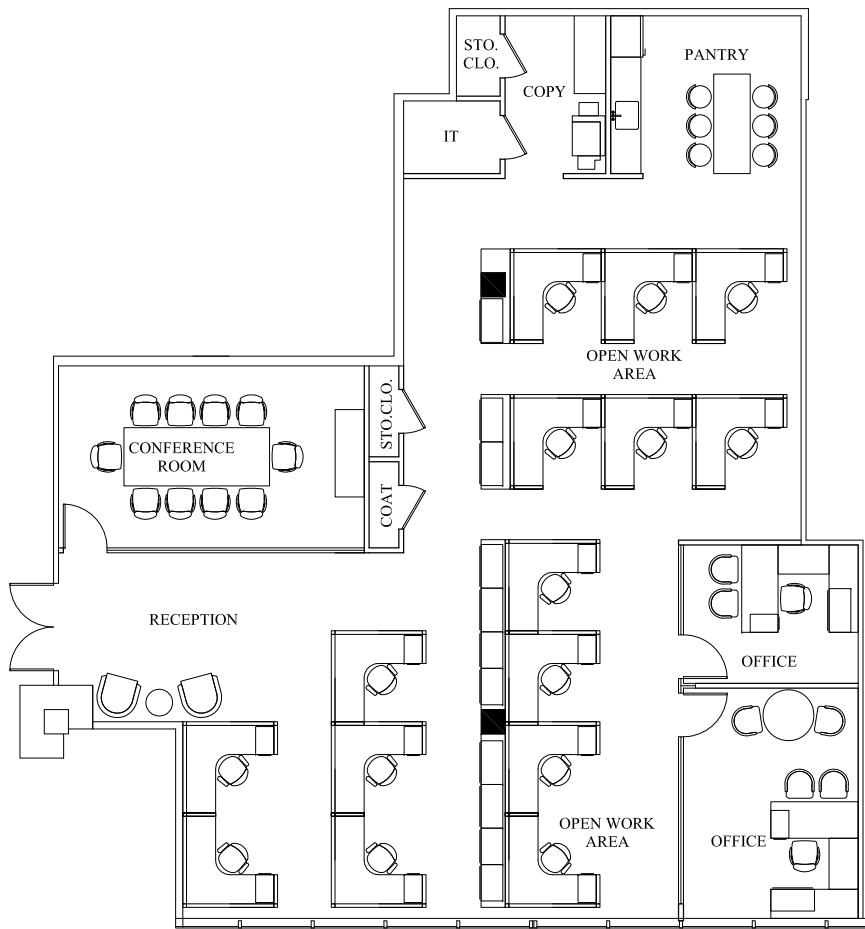 STO.
CLO.
PANTRY
COPY
IT
OPEN WORK
AREA
STO.CLO.
CONFERENCE
ROOM
COAT
RECEPTION
OFFICE
OPEN WORK
AREA
OFFICE